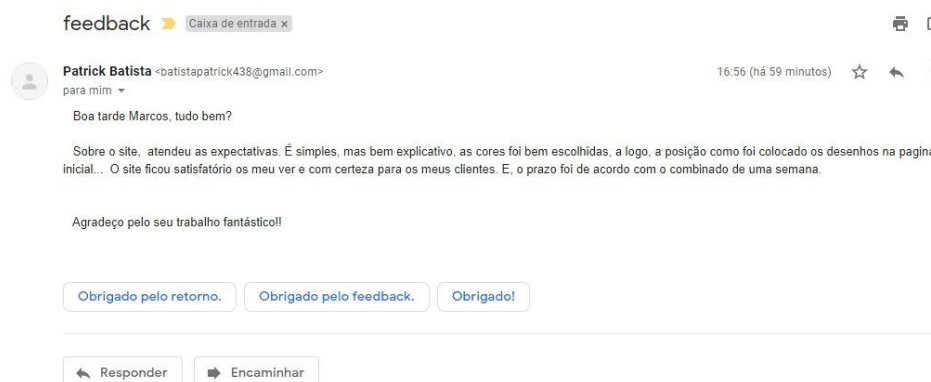 feedback Caixa de entrada x
Patrick Batista <batistapatrick438@gmail.com> 16:56 (há 59 minutos)
para mim
Boa tarde Marcos, tudo bem?
Sobre o site, atendeu as expectativas. É simples, mas bem explicativo, as cores foi bem escolhidas, a logo, a posição como foi colocado os desenhos na pagina
inicial... O site ficou satisfatório os meu ver e com certeza para os meus clientes. E, o prazo foi de acordo com o combinado de uma semana.
Agradeço pelo seu trabalho fantástico!!
Obrigado pelo retorno. Obrigado pelo feedback. Obrigado!
Responder Encaminhar